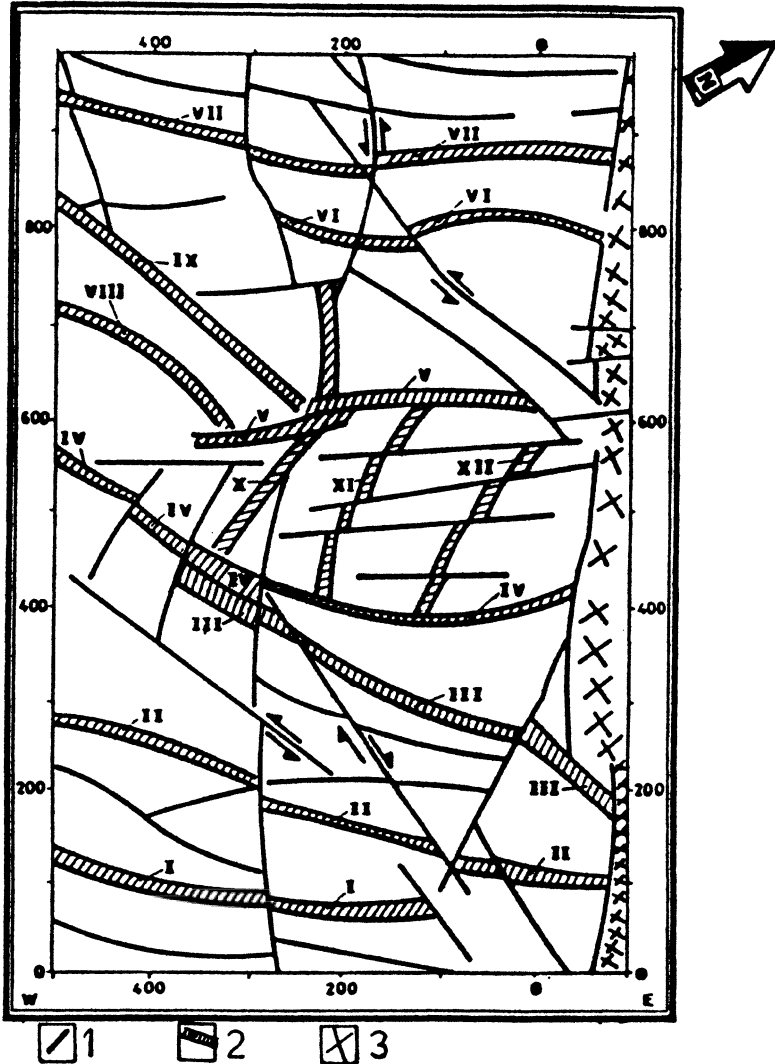 400 200 0
N
VII
VII
VI
VI
800 800
IX
VIII
V
V
600 600
IV
XII
X XI
IV
IV
400 400
IV
III
III
II
200 200
III
II
II
I
I
0 0
W 400 200 0 E
1 2 3